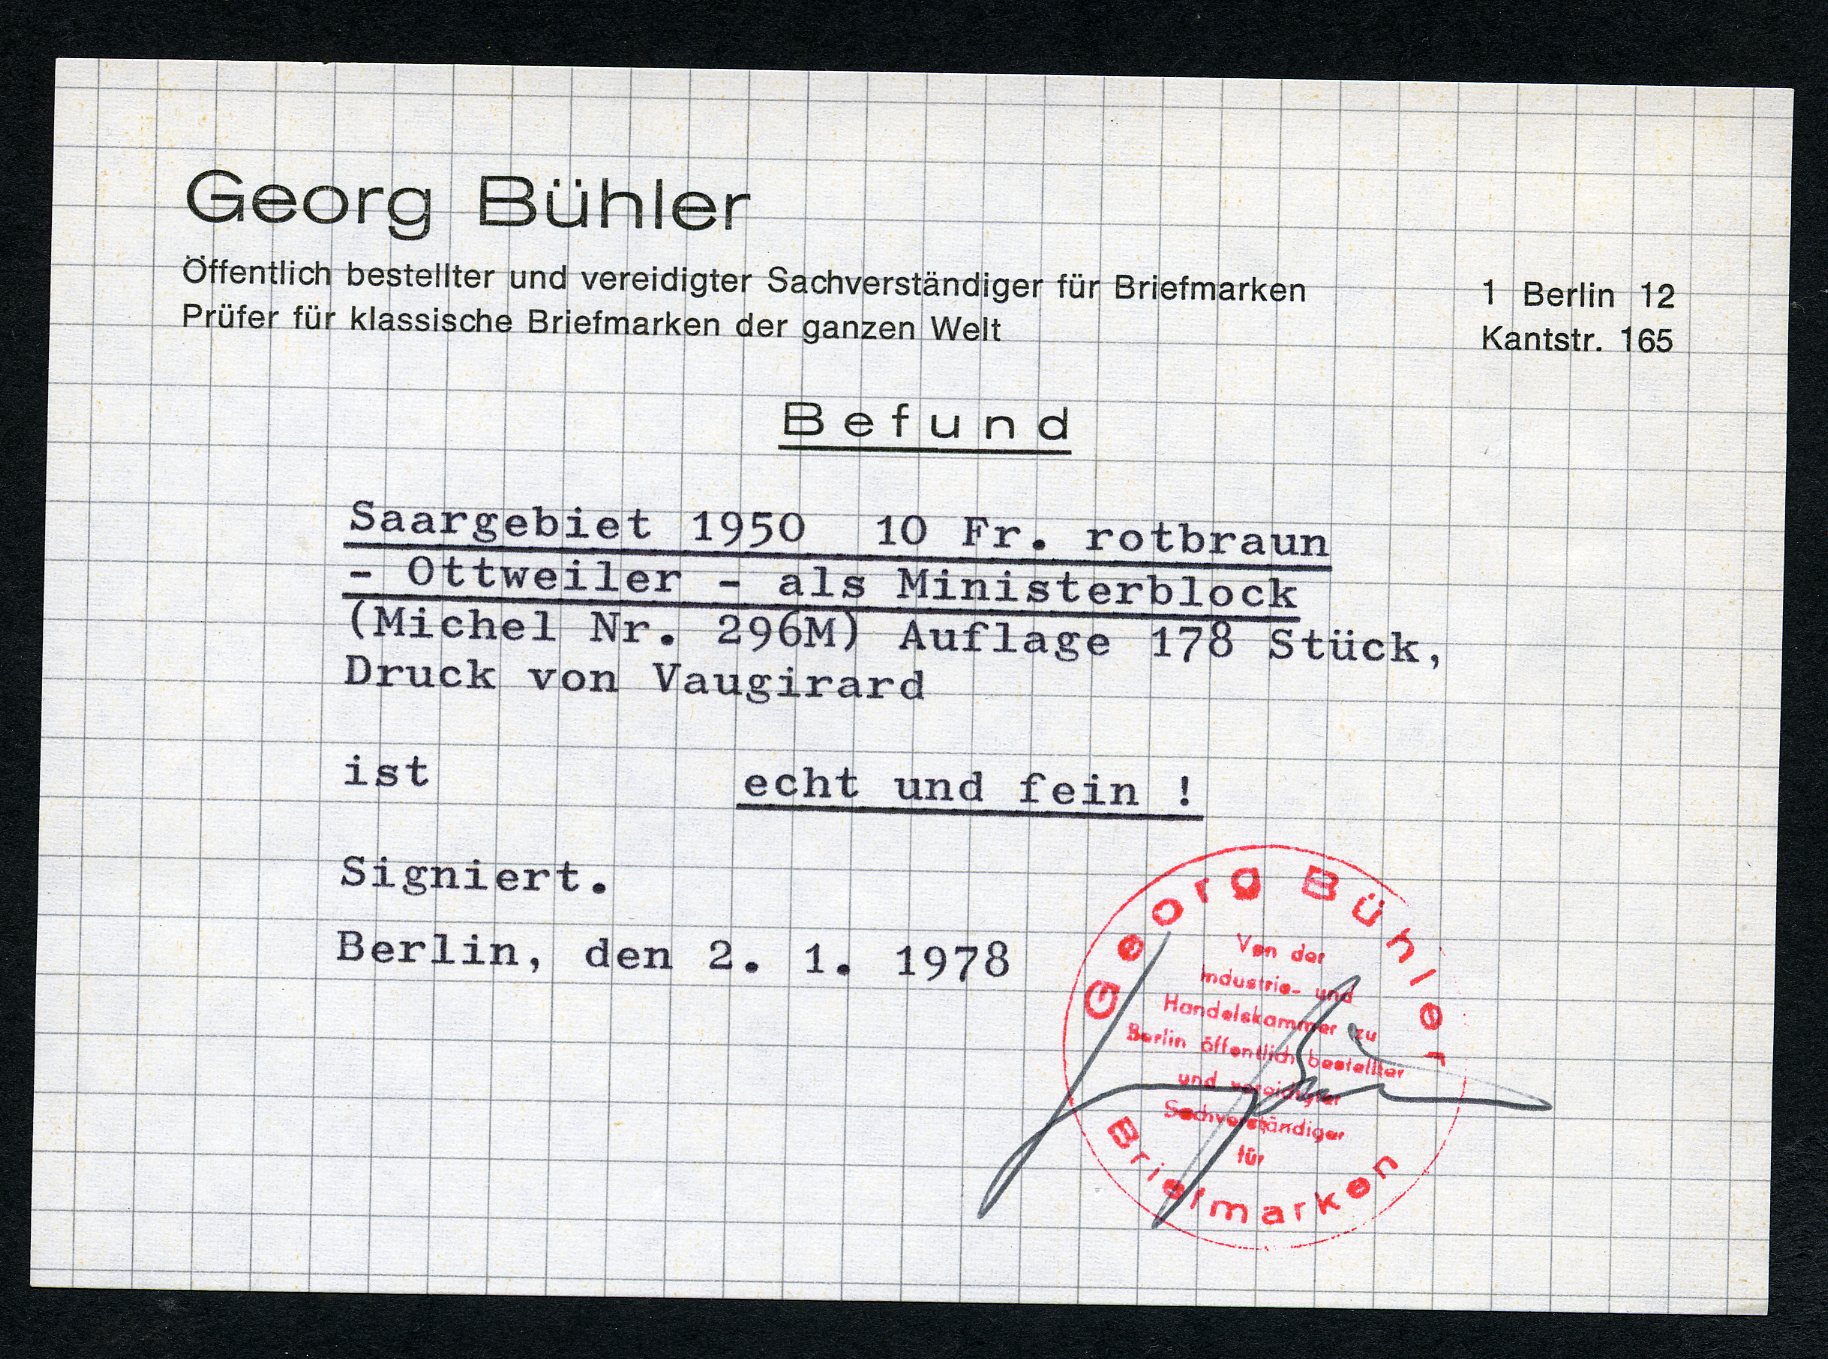 Georg Bühler
Öffentlich bestellter und vereidigter Sachverständiger für Briefmarken
Prüfer für klassische Briefmarken der ganzen Welt
1 Berlin 12
Kantstr. 165
Befund
Saargebiet 1950 10 Fr. rotbraun
- Ottweiler - als Ministerblock
(Michel Nr. 296M) Auflage 178 Stück,
Druck von Vaugirard
ist echt und fein !
Signiert.
Berlin, den 2. 1. 1978
Georg Bühler
Von der
Industrie- und
Handelskammer zu
Berlin öffentlich bestellter
und vereidigter
Sachverständiger
für
Briefmarken